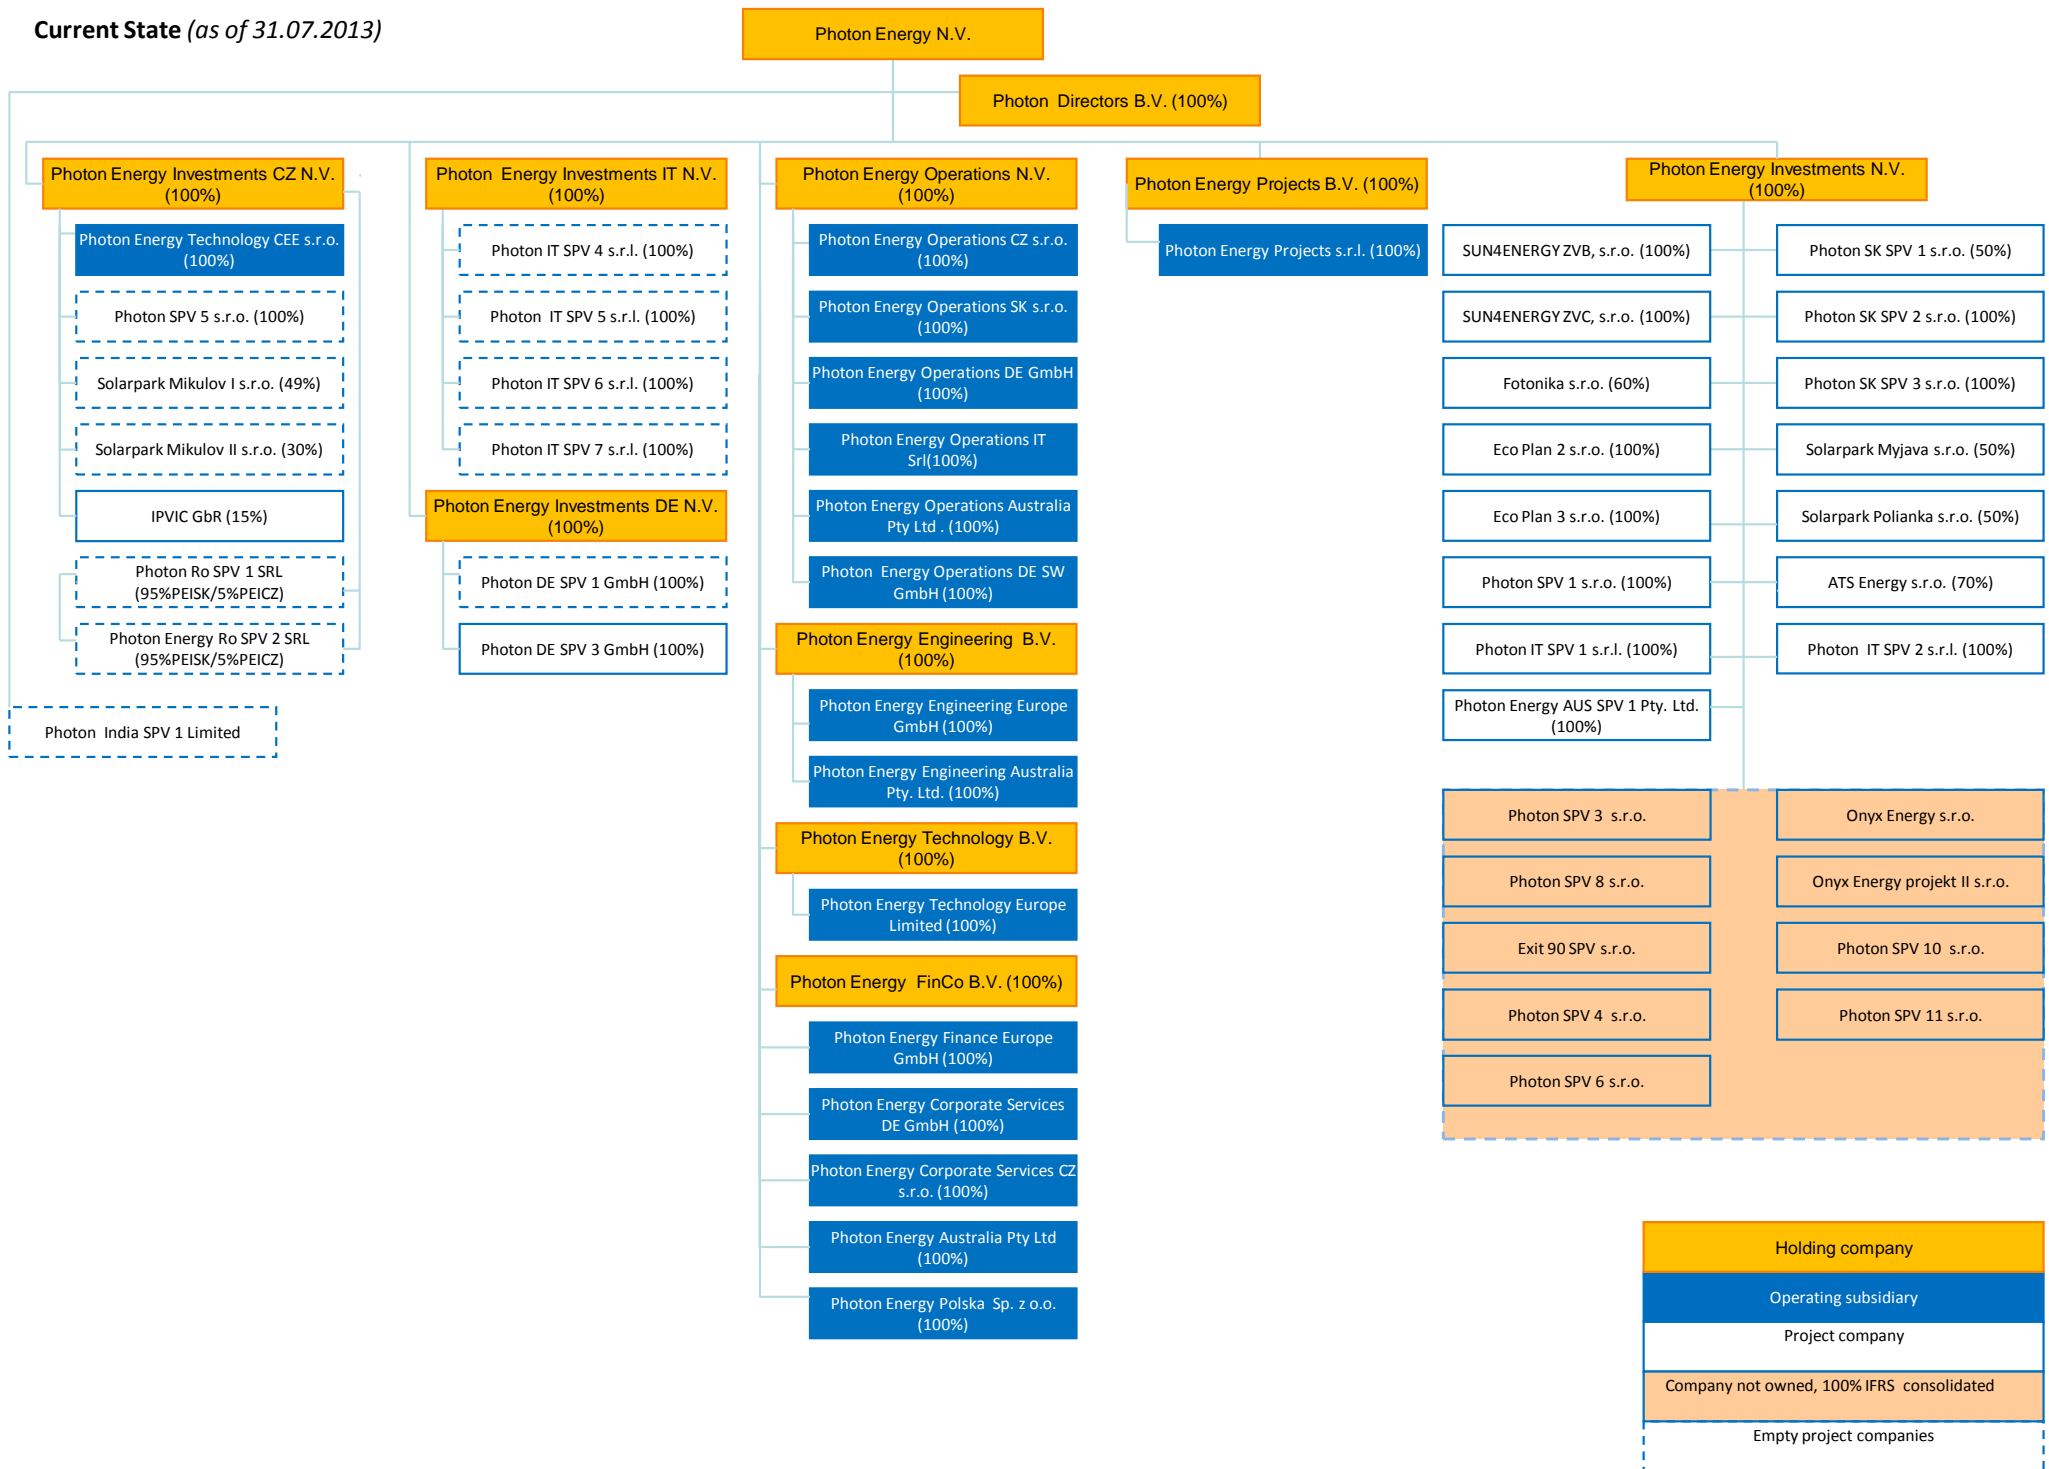 Current State (as of 31.07.2013)
Photon Energy N.V.
Photon Directors B.V. (100%)
Photon Energy Investments CZ N.V.
(100%)
Photon Energy Technology CEE s.r.o.
(100%)
Photon SPV 5 s.r.o. (100%)
Solarpark Mikulov I s.r.o. (49%)
Solarpark Mikulov II s.r.o. (30%)
IPVIC GbR (15%)
Photon Ro SPV 1 SRL
(95%PEISK/5%PEICZ)
Photon Energy Ro SPV 2 SRL
(95%PEISK/5%PEICZ)
Photon India SPV 1 Limited
Photon Energy Investments IT N.V.
(100%)
Photon IT SPV 4 s.r.l. (100%)
Photon IT SPV 5 s.r.l. (100%)
Photon IT SPV 6 s.r.l. (100%)
Photon IT SPV 7 s.r.l. (100%)
Photon Energy Investments DE N.V.
(100%)
Photon DE SPV 1 GmbH (100%)
Photon DE SPV 3 GmbH (100%)
Photon Energy Operations N.V.
(100%)
Photon Energy Operations CZ s.r.o.
(100%)
Photon Energy Operations SK s.r.o.
(100%)
Photon Energy Operations DE GmbH
(100%)
Photon Energy Operations IT
Srl(100%)
Photon Energy Operations Australia
Pty Ltd . (100%)
Photon Energy Operations DE SW
GmbH (100%)
Photon Energy Engineering B.V.
(100%)
Photon Energy Engineering Europe
GmbH (100%)
Photon Energy Engineering Australia
Pty. Ltd. (100%)
Photon Energy Technology B.V.
(100%)
Photon Energy Technology Europe
Limited (100%)
Photon Energy FinCo B.V. (100%)
Photon Energy Finance Europe
GmbH (100%)
Photon Energy Corporate Services
DE GmbH (100%)
Photon Energy Corporate Services CZ
s.r.o. (100%)
Photon Energy Australia Pty Ltd
(100%)
Photon Energy Polska Sp. z o.o.
(100%)
Photon Energy Projects B.V. (100%)
Photon Energy Projects s.r.l. (100%)
Photon Energy Investments N.V.
(100%)
SUN4ENERGY ZVB, s.r.o. (100%)
Photon SK SPV 1 s.r.o. (50%)
SUN4ENERGY ZVC, s.r.o. (100%)
Photon SK SPV 2 s.r.o. (100%)
Fotonika s.r.o. (60%)
Photon SK SPV 3 s.r.o. (100%)
Eco Plan 2 s.r.o. (100%)
Solarpark Myjava s.r.o. (50%)
Eco Plan 3 s.r.o. (100%)
Solarpark Polianka s.r.o. (50%)
Photon SPV 1 s.r.o. (100%)
ATS Energy s.r.o. (70%)
Photon IT SPV 1 s.r.l. (100%)
Photon IT SPV 2 s.r.l. (100%)
Photon Energy AUS SPV 1 Pty. Ltd.
(100%)
Photon SPV 3 s.r.o.
Onyx Energy s.r.o.
Photon SPV 8 s.r.o.
Onyx Energy projekt II s.r.o.
Exit 90 SPV s.r.o.
Photon SPV 10 s.r.o.
Photon SPV 4 s.r.o.
Photon SPV 11 s.r.o.
Photon SPV 6 s.r.o.
Holding company
Operating subsidiary
Project company
Company not owned, 100% IFRS consolidated
Empty project companies